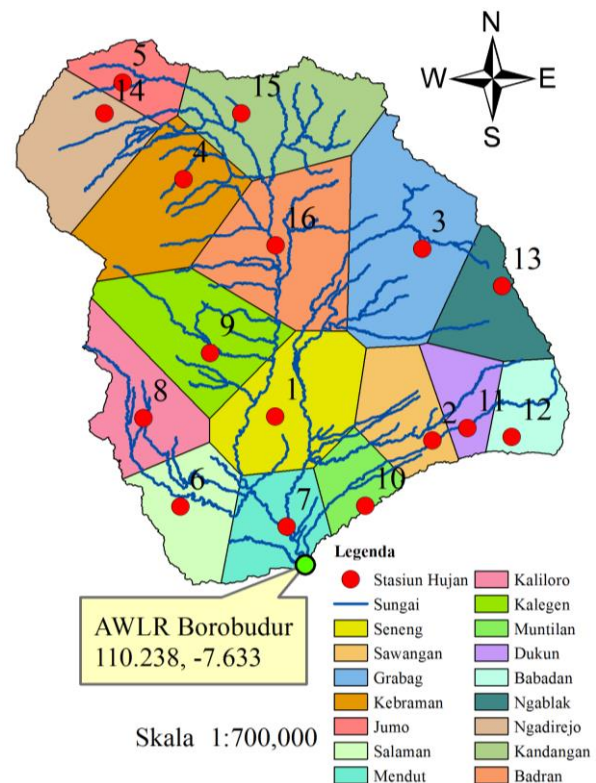 N
W E
S
5
14
15
4
16
3
13
9
8
1
2
11
12
6
7
10
Legenda
Stasiun Hujan
Sungai
Seneng
Sawangan
Grabag
Kebraman
Jumo
Salaman
Mendut
Kaliloro
Kalegen
Muntilan
Dukun
Babadan
Ngablak
Ngadirejo
Kandangan
Badran
AWLR Borobudur
110.238, -7.633
Skala 1:700,000